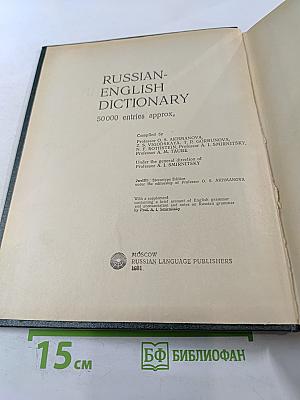 RUSSIAN-
ENGLISH
DICTIONARY
50 000 entries approx.
Compiled by
Professor O. S. AKHMANOVA,
Z. S. VIGODSKAYA, T. P. GORBUNOVA,
N. F. ROTHSTEIN, Professor A. I. SMIRNITSKY,
Professor A. M. TAUBE
Under the general direction of
Professor A. I. SMIRNITSKY
Twelfth Stereotype Edition
under the editorship of Professor O. S. AKHMANOVA
With a supplement
containing a brief account of English grammar
and pronunciation and notes on Russian grammar
by Prof. A. I. Smirnitsky
MOSCOW
RUSSIAN LANGUAGE PUBLISHERS
1981
15 СМ
БФ БИБЛИОФАН